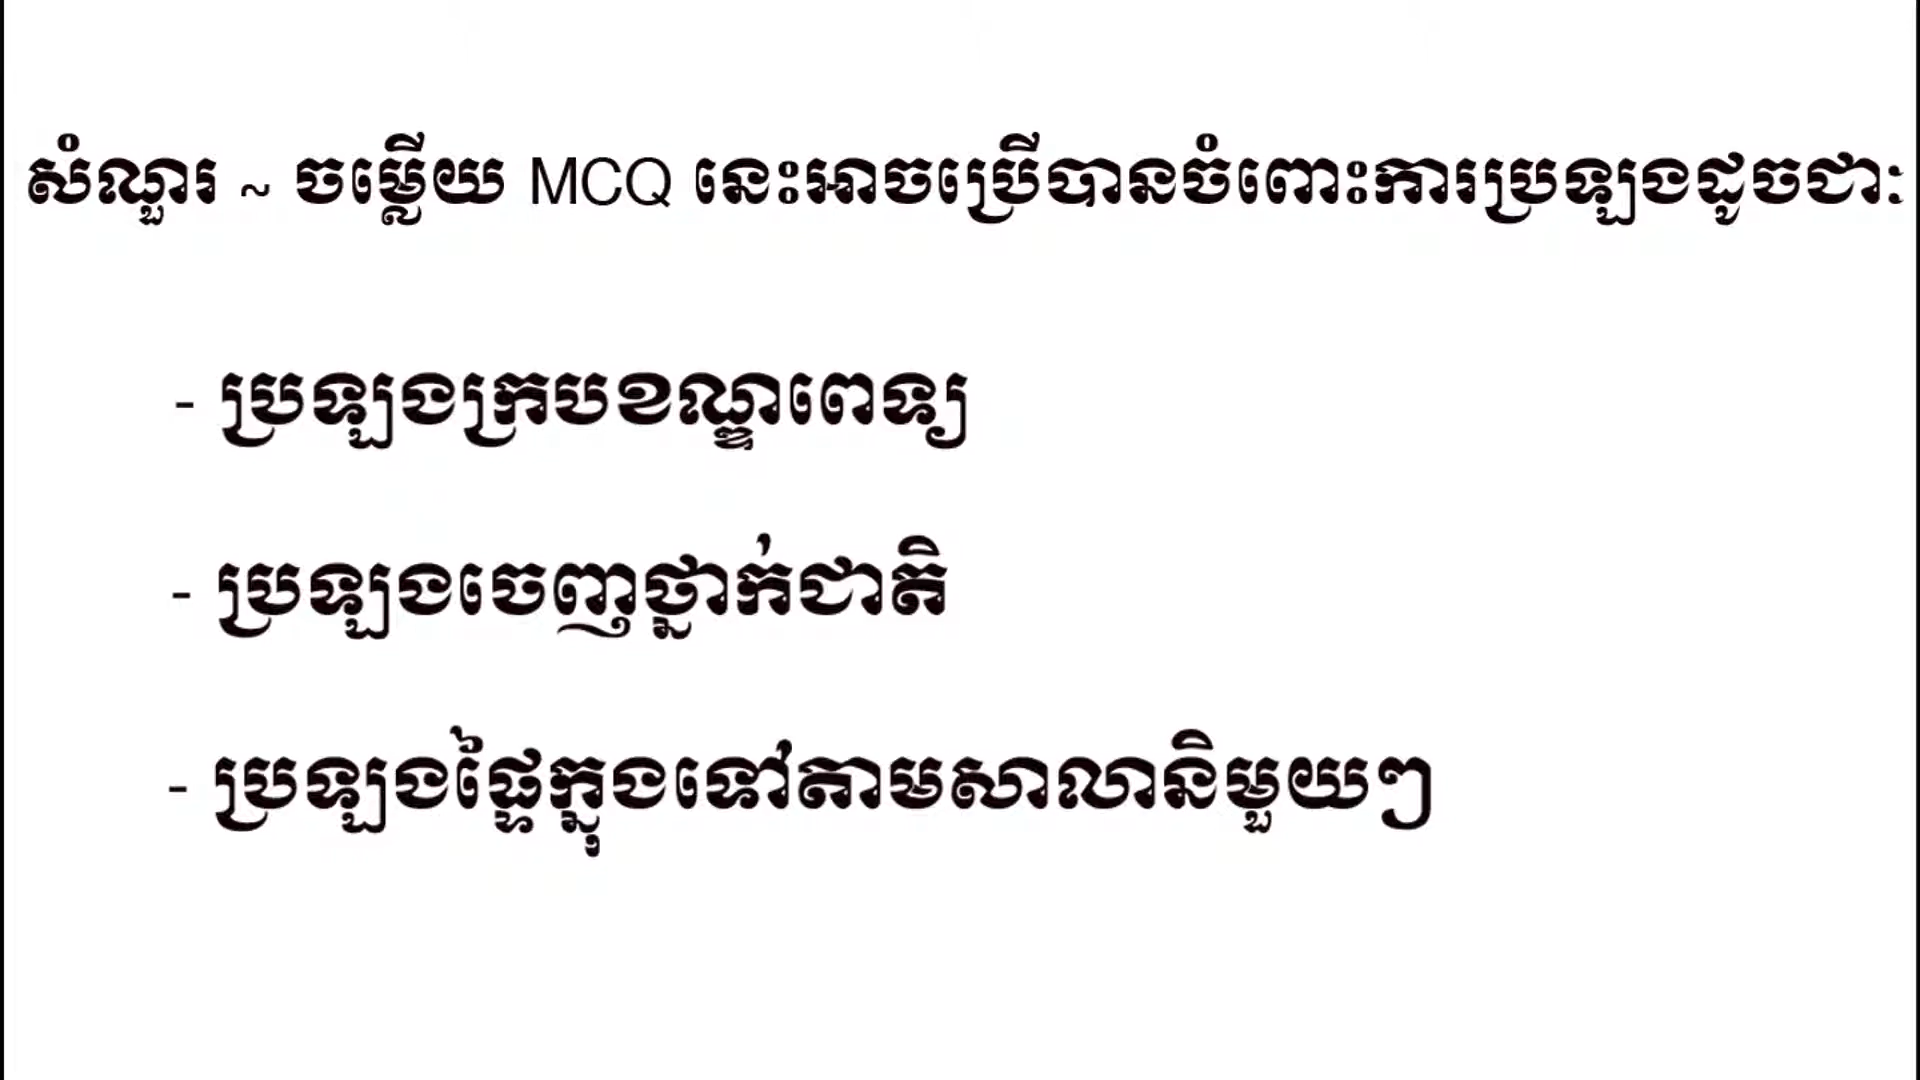 សំណួរ ~ ចម្លើយ MCQ នេះអាចប្រើបានចំពោះការប្រឡងដូចជាៈ
- ប្រឡងក្របខណ្ឌពេទ្យ
- ប្រឡងចេញថ្នាក់ជាតិ
- ប្រឡងផ្ទៃក្នុងទៅតាមសាលានិមួយៗ